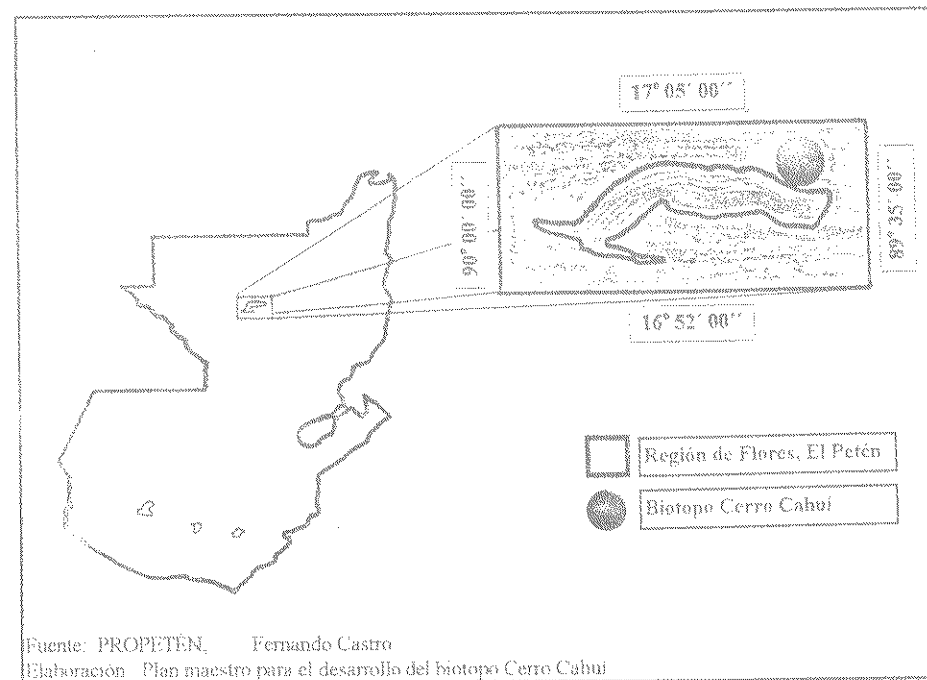 17° 05´ 00´´
90° 00´ 00´´
89° 55´ 00´´
16° 52´ 00´´
Región de Flores, El Petén
Biotopo Cerro Cahuí
Fuente: PROPETÉN, Fernando Castro
Elaboración Plan maestro para el desarrollo del biotopo Cerro Cahuí